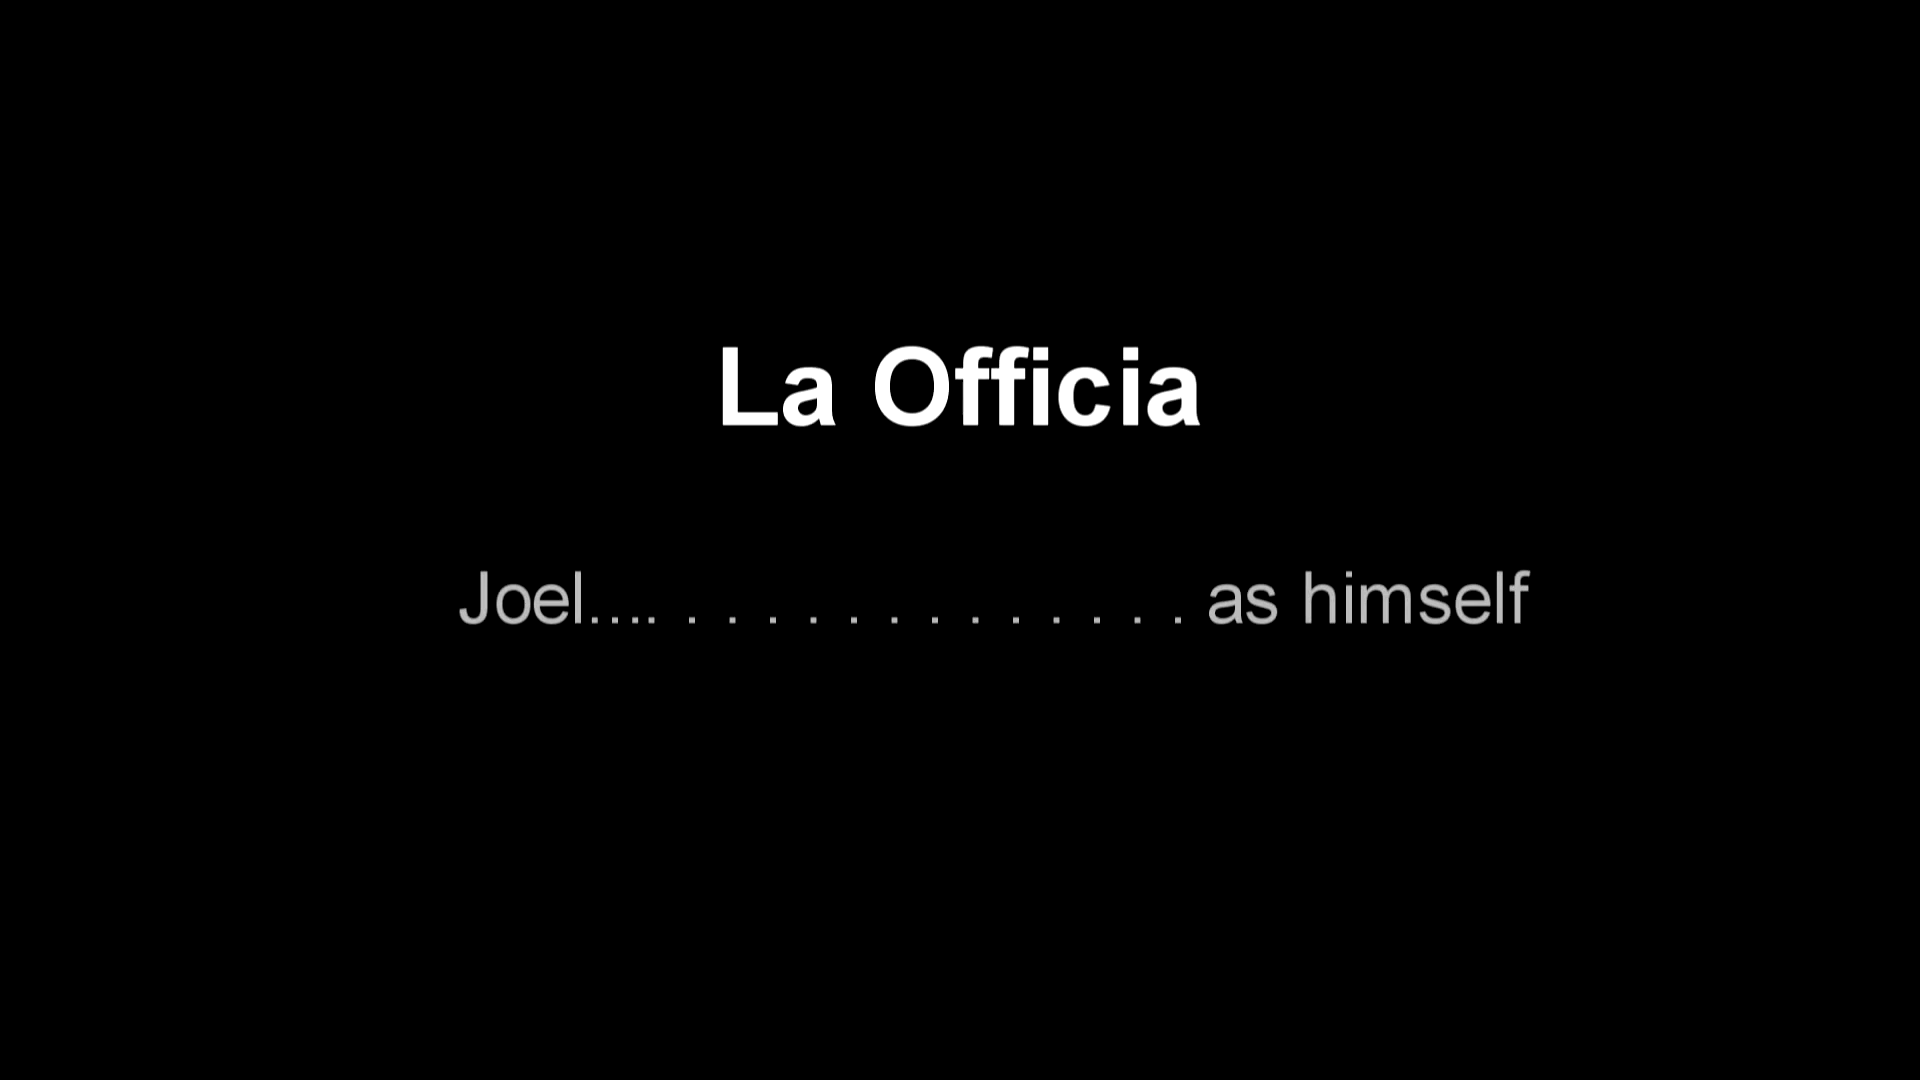 La Officia
Joel.... . . . . . . . . . . . . . as himself